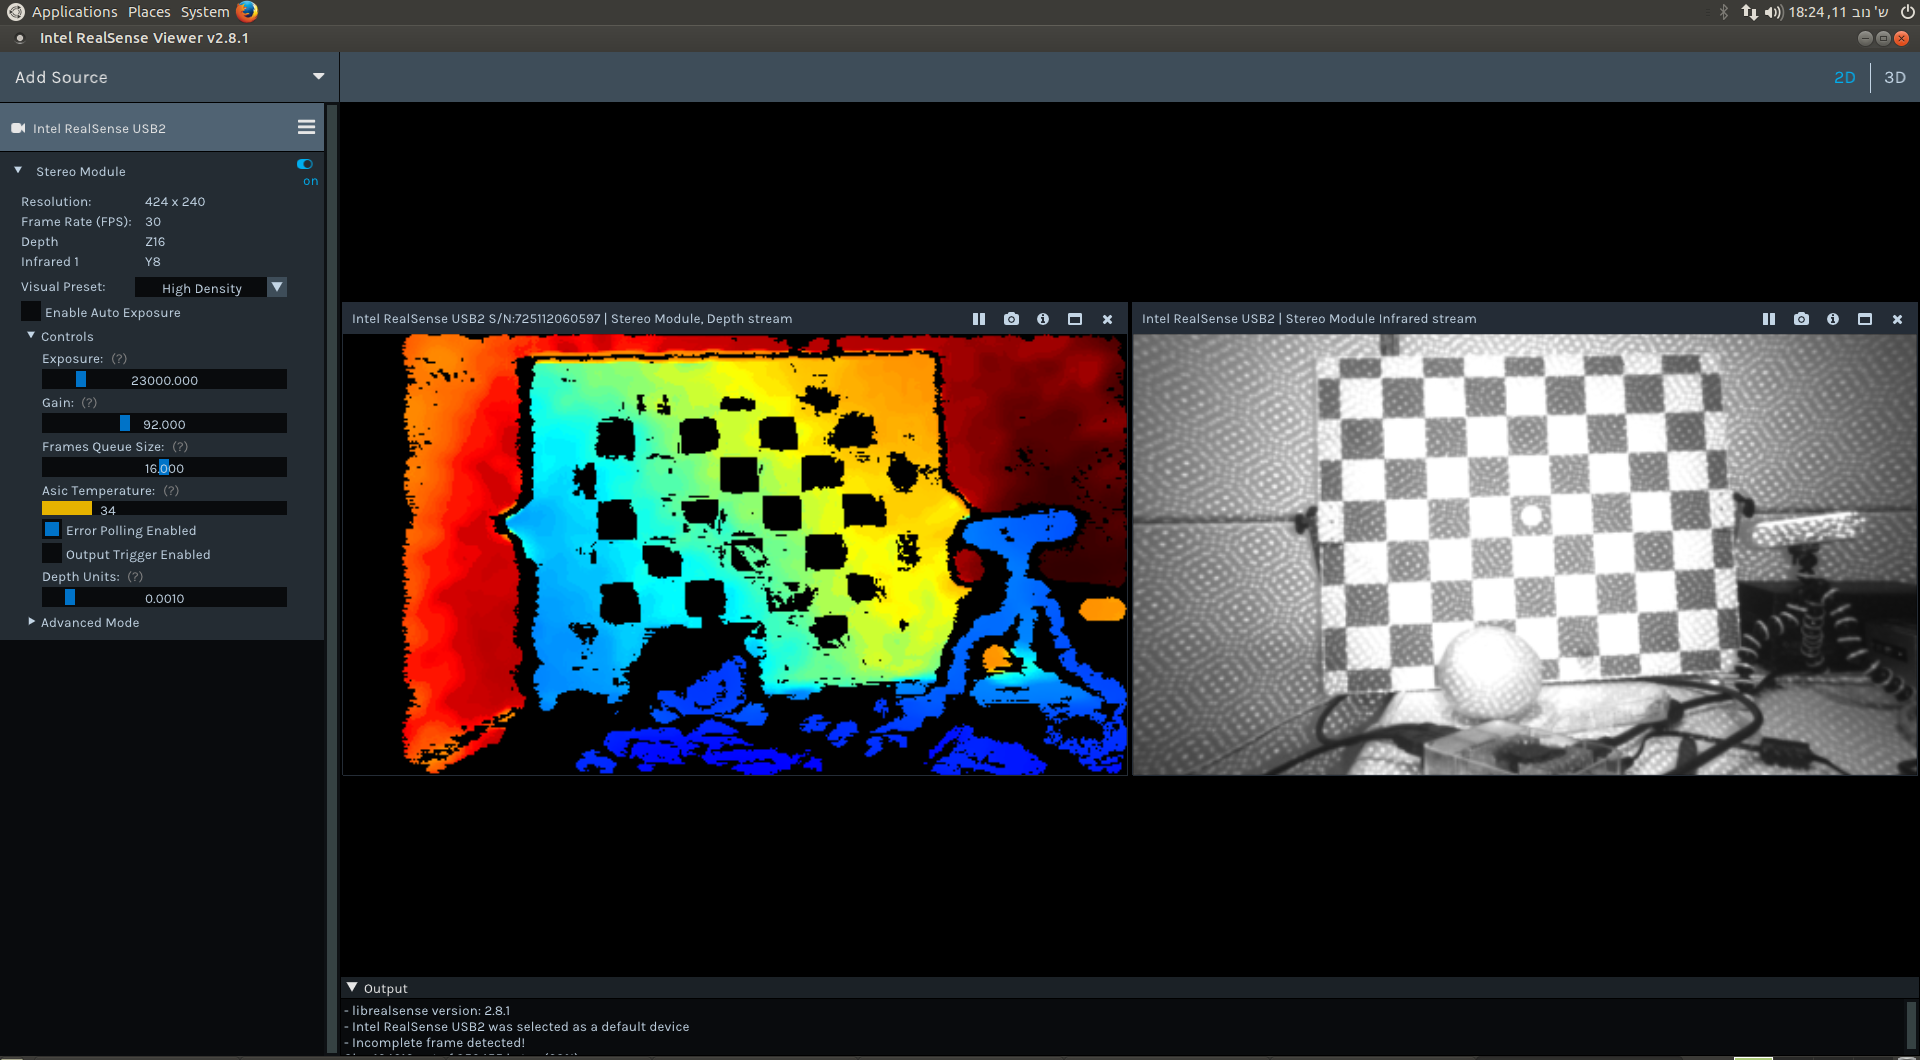 Applications Places System
18:24 ,11 ש' נוב
Intel RealSense Viewer v2.8.1
Add Source
2D 3D
Intel RealSense USB2
Stereo Module
on
Resolution: 424 x 240
Frame Rate (FPS): 30
Depth Z16
Infrared 1 Y8
Visual Preset: High Density
Enable Auto Exposure
Controls
Exposure: (?)
23000.000
Gain: (?)
92.000
Frames Queue Size: (?)
16.000
Asic Temperature: (?)
34
Error Polling Enabled
Output Trigger Enabled
Depth Units: (?)
0.0010
Advanced Mode
Intel RealSense USB2 S/N:725112060597 | Stereo Module, Depth stream
Intel RealSense USB2 | Stereo Module Infrared stream
Output
- librealsense version: 2.8.1
- Intel RealSense USB2 was selected as a default device
- Incomplete frame detected!